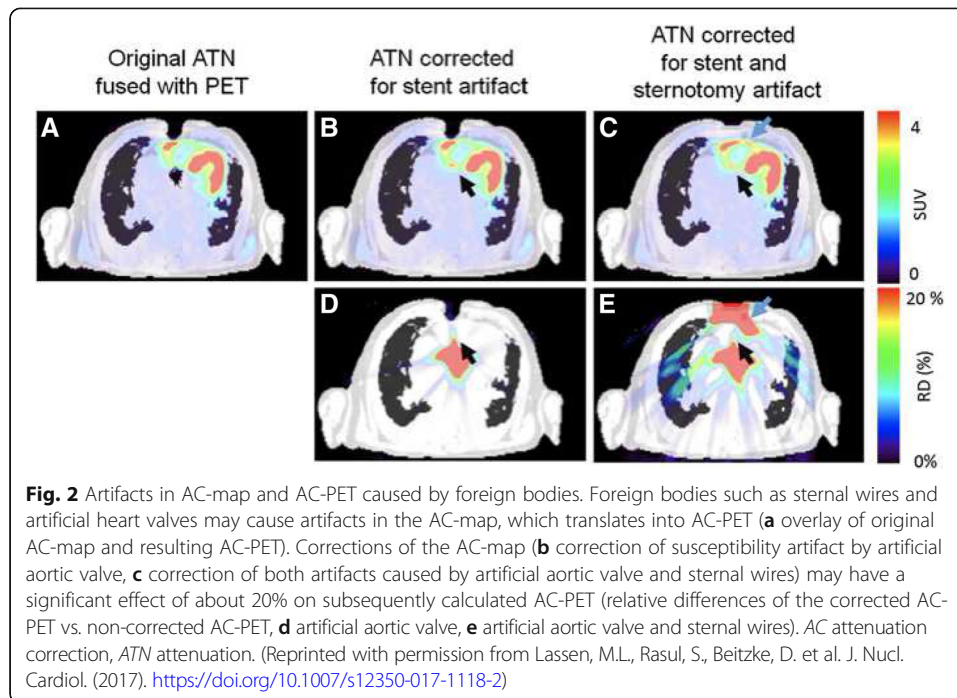 Original ATN
fused with PET
ATN corrected
for stent artifact
ATN corrected
for stent and
sternotomy artifact
A
B
C
4
SUV
0
D
E
20 %
RD (%)
0%
Fig. 2 Artifacts in AC-map and AC-PET caused by foreign bodies. Foreign bodies such as sternal wires and
artificial heart valves may cause artifacts in the AC-map, which translates into AC-PET (a overlay of original
AC-map and resulting AC-PET). Corrections of the AC-map (b correction of susceptibility artifact by artificial
aortic valve, c correction of both artifacts caused by artificial aortic valve and sternal wires) may have a
significant effect of about 20% on subsequently calculated AC-PET (relative differences of the corrected AC-
PET vs. non-corrected AC-PET, d artificial aortic valve, e artificial aortic valve and sternal wires). AC attenuation
correction, ATN attenuation. (Reprinted with permission from Lassen, M.L., Rasul, S., Beitzke, D. et al. J. Nucl.
Cardiol. (2017). https://doi.org/10.1007/s12350-017-1118-2)